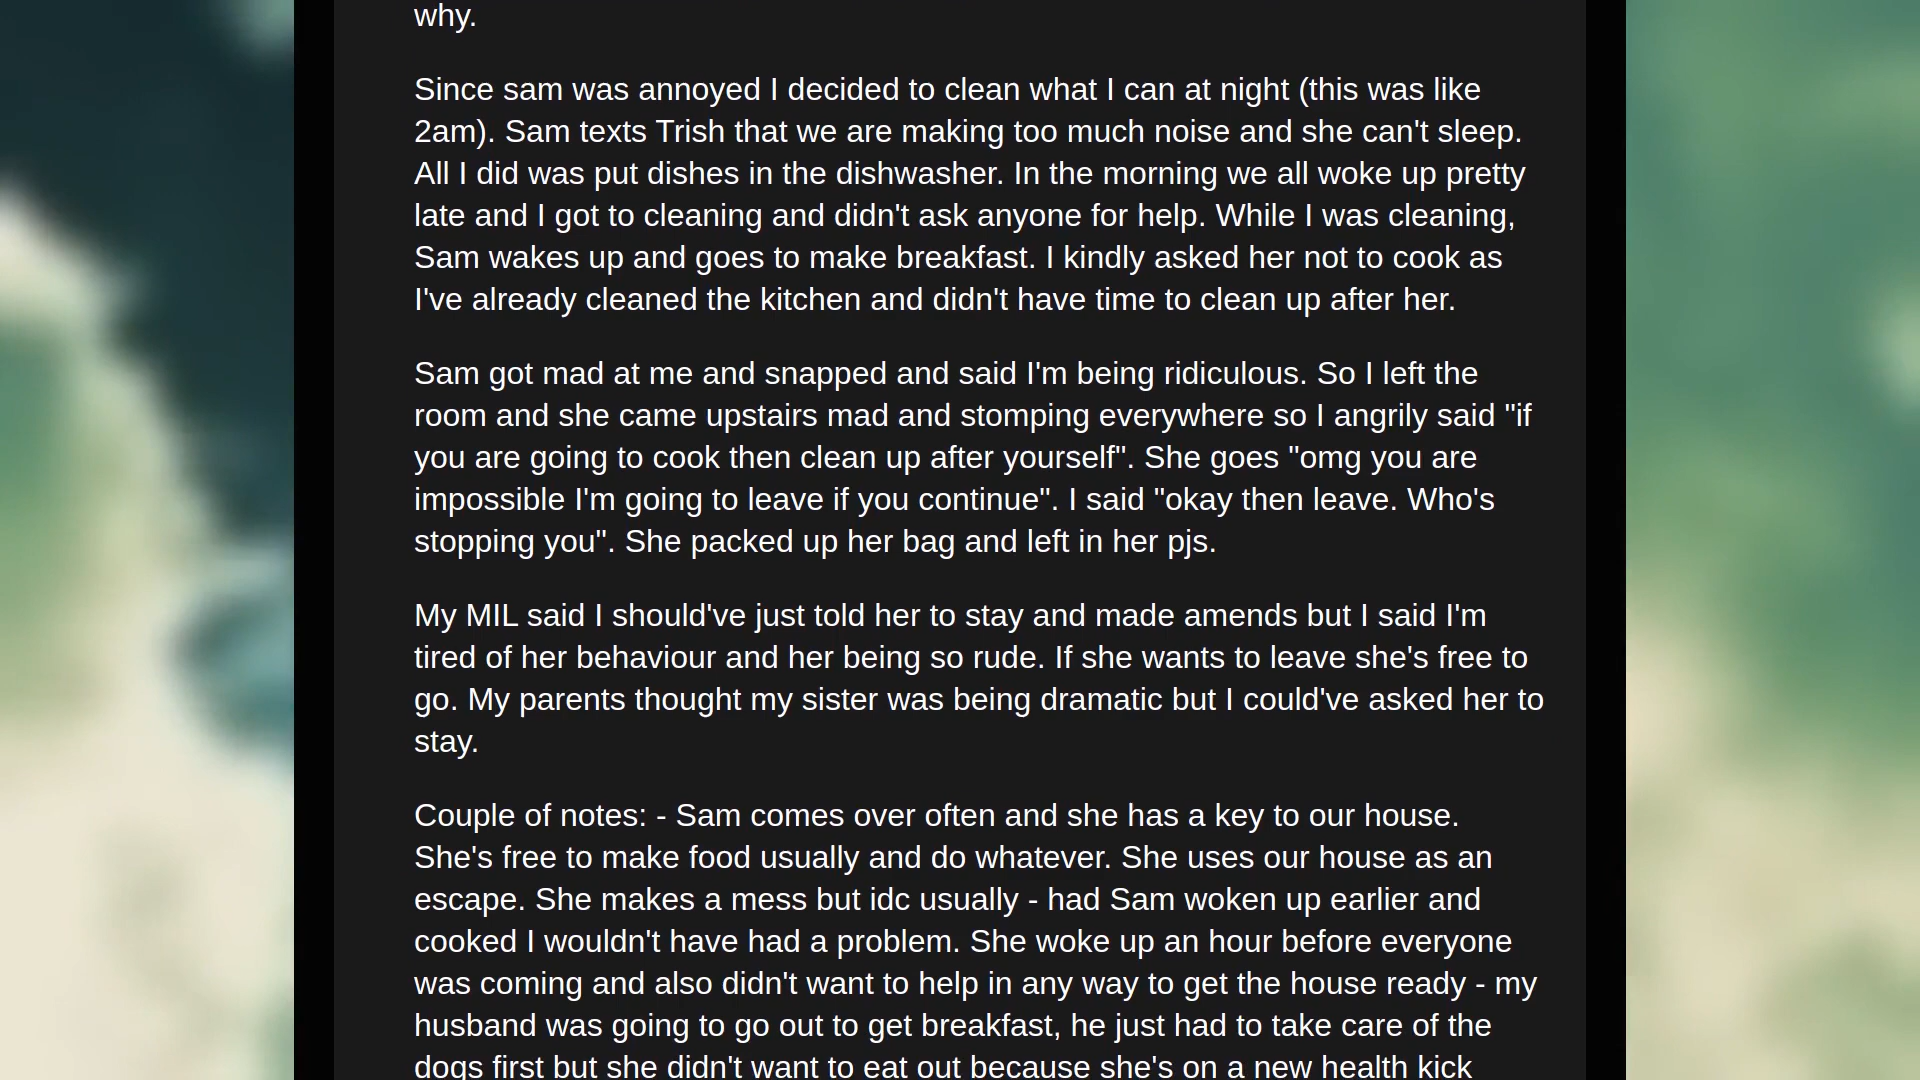 why.
Since sam was annoyed I decided to clean what I can at night (this was like
2am). Sam texts Trish that we are making too much noise and she can't sleep.
All I did was put dishes in the dishwasher. In the morning we all woke up pretty
late and I got to cleaning and didn't ask anyone for help. While I was cleaning,
Sam wakes up and goes to make breakfast. I kindly asked her not to cook as
I've already cleaned the kitchen and didn't have time to clean up after her.
Sam got mad at me and snapped and said I'm being ridiculous. So I left the
room and she came upstairs mad and stomping everywhere so I angrily said "if
you are going to cook then clean up after yourself". She goes "omg you are
impossible I'm going to leave if you continue". I said "okay then leave. Who's
stopping you". She packed up her bag and left in her pjs.
My MIL said I should've just told her to stay and made amends but I said I'm
tired of her behaviour and her being so rude. If she wants to leave she's free to
go. My parents thought my sister was being dramatic but I could've asked her to
stay.
Couple of notes: - Sam comes over often and she has a key to our house.
She's free to make food usually and do whatever. She uses our house as an
escape. She makes a mess but idc usually - had Sam woken up earlier and
cooked I wouldn't have had a problem. She woke up an hour before everyone
was coming and also didn't want to help in any way to get the house ready - my
husband was going to go out to get breakfast, he just had to take care of the
dogs first but she didn't want to eat out because she's on a new health kick